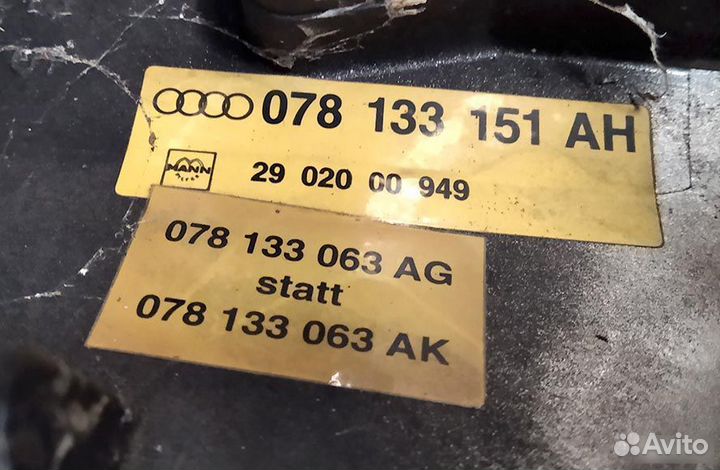 078 133 151 AH
MANN
FILTER
29 020 00 949
078 133 063 AG
statt
078 133 063 AK
Avito